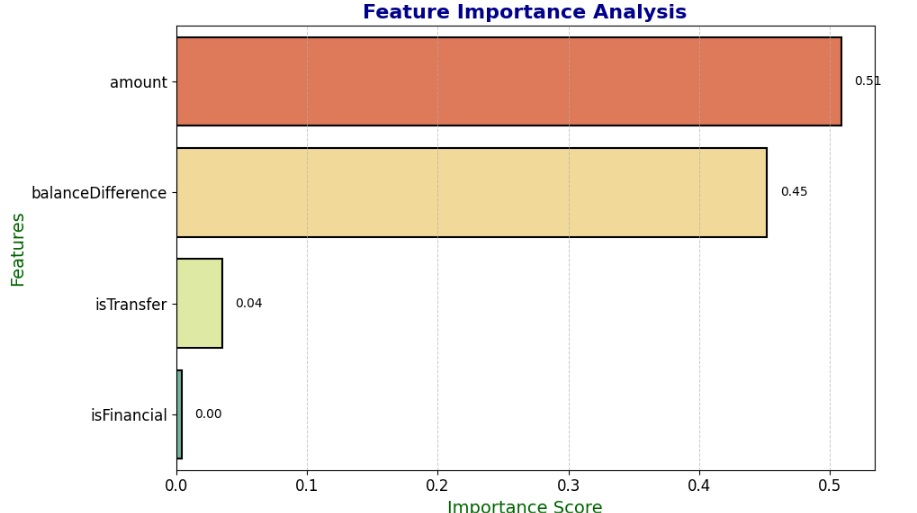 Feature Importance Analysis
amount
0.51
balanceDifference
0.45
isTransfer
0.04
isFinancial
0.00
Features
0.0 0.1 0.2 0.3 0.4 0.5
Importance Score